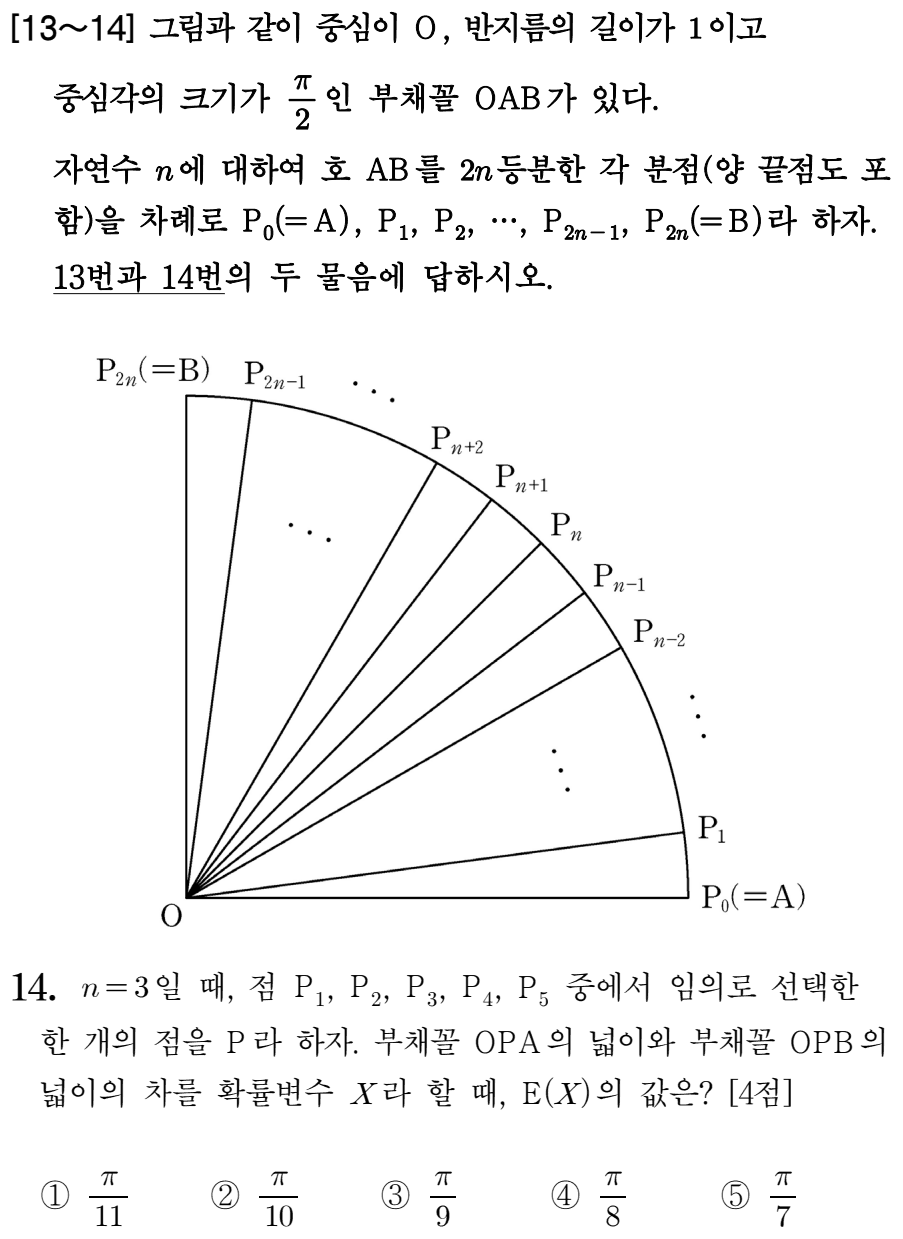 [13～14] 그림과 같이 중심이 O, 반지름의 길이가 1이고
중심각의 크기가 π/2 인 부채꼴 OAB가 있다.
자연수 n에 대하여 호 AB를 2n등분한 각 분점(양 끝점도 포
함)을 차례로 P₀(=A), P₁, P₂, ⋯, P₂ₙ₋₁, P₂ₙ(=B)라 하자.
13번과 14번의 두 물음에 답하시오.
P₂ₙ(=B) P₂ₙ₋₁ ⋯
Pₙ₊₂
Pₙ₊₁
Pₙ
Pₙ₋₁
Pₙ₋₂
P₁
P₀(=A)
O
14. n=3일 때, 점 P₁, P₂, P₃, P₄, P₅ 중에서 임의로 선택한
한 개의 점을 P라 하자. 부채꼴 OPA의 넓이와 부채꼴 OPB의
넓이의 차를 확률변수 X라 할 때, E(X)의 값은? [4점]
① π/11 ② π/10 ③ π/9 ④ π/8 ⑤ π/7